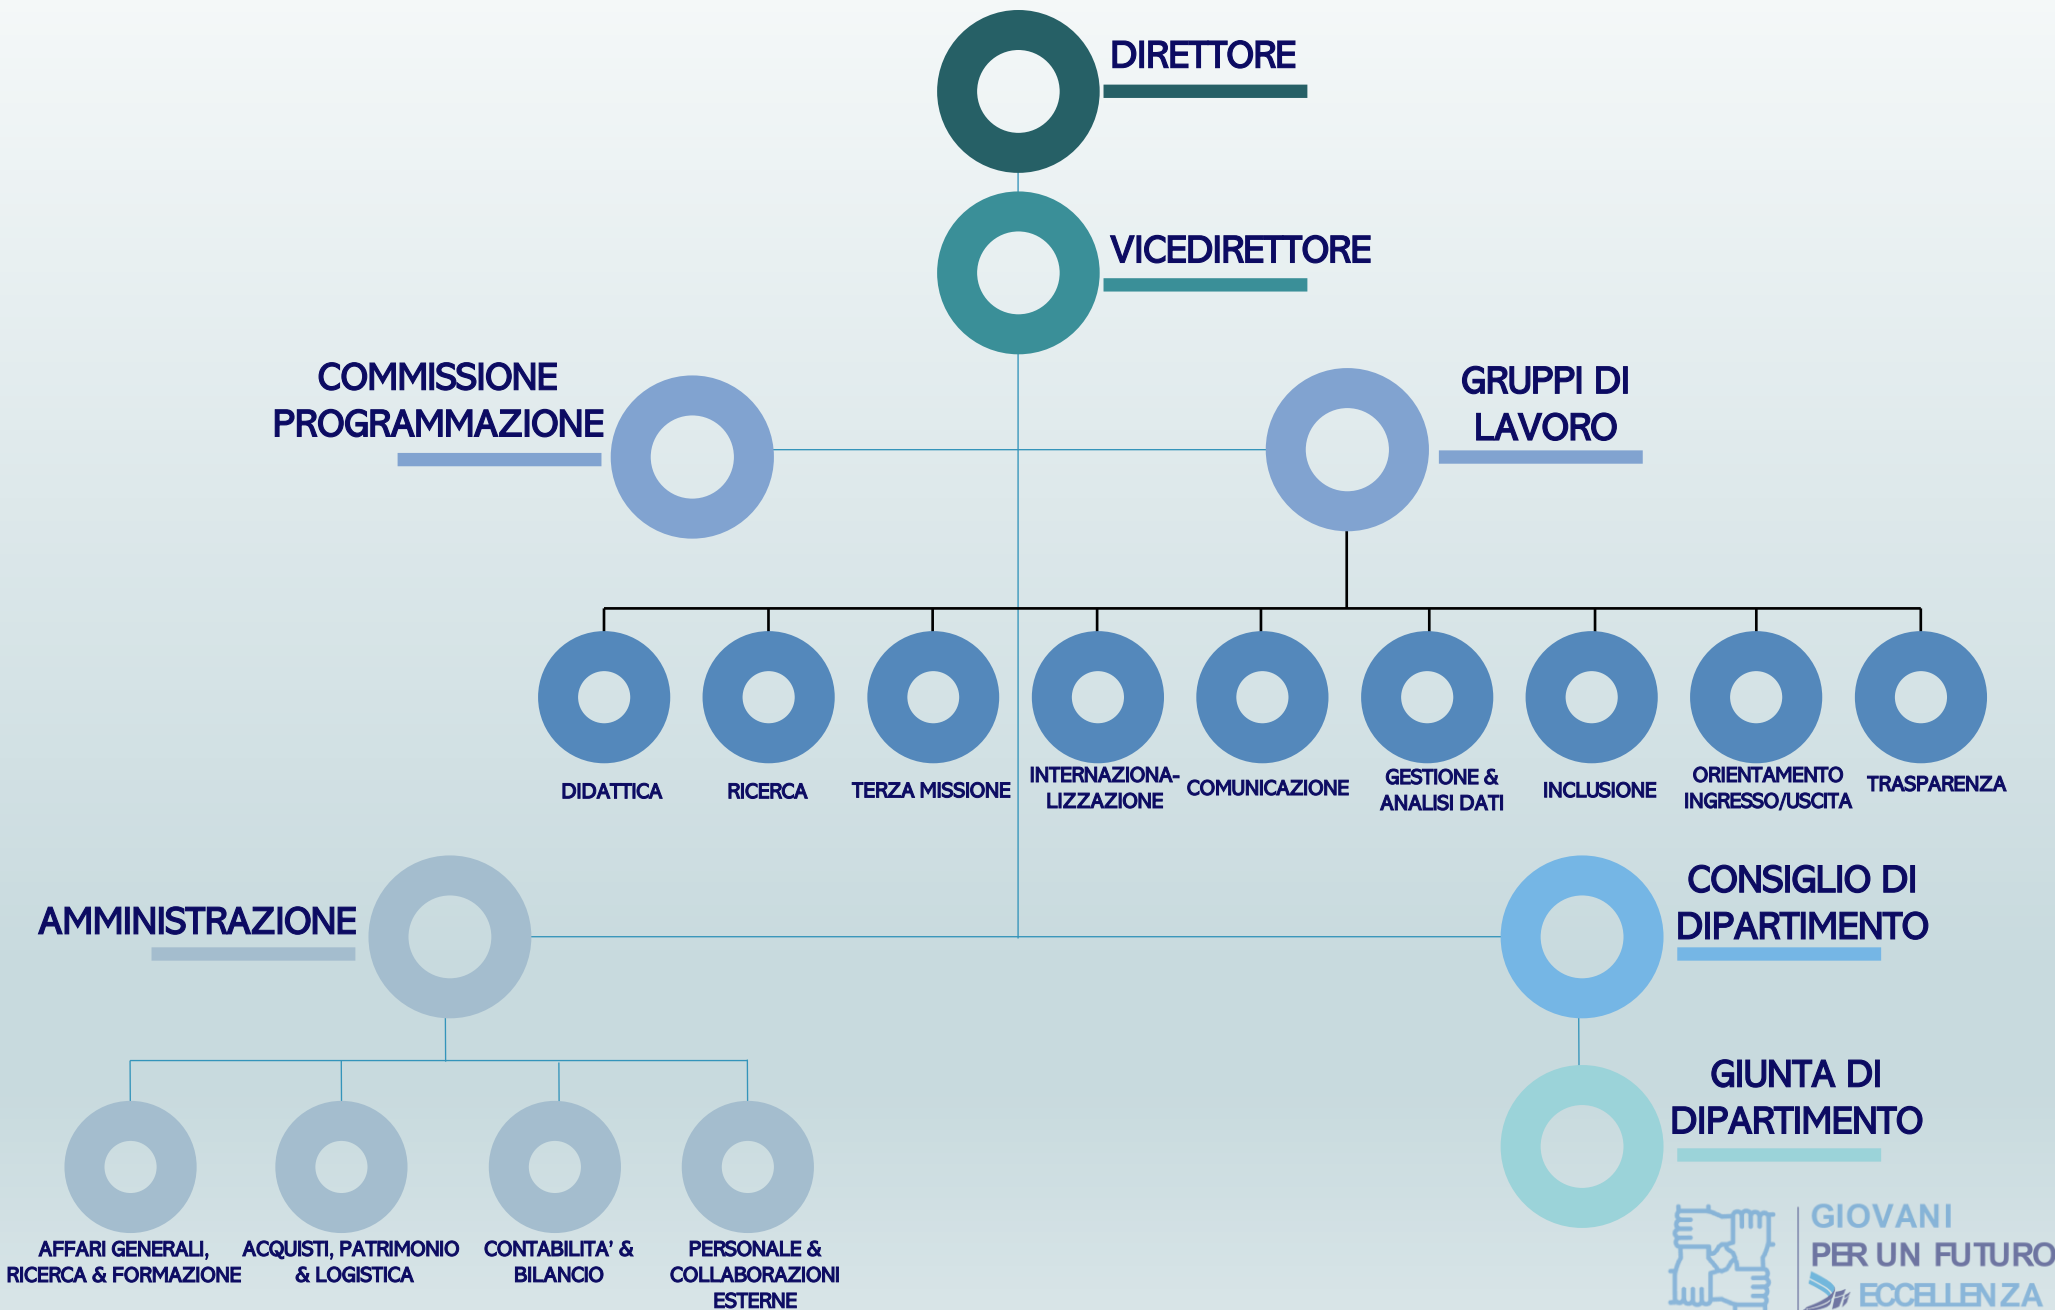 DIRETTORE
VICEDIRETTORE
COMMISSIONE
PROGRAMMAZIONE
GRUPPI DI
LAVORO
DIDATTICA
RICERCA
TERZA MISSIONE
INTERNAZIONA-
LIZZAZIONE
COMUNICAZIONE
GESTIONE &
ANALISI DATI
INCLUSIONE
ORIENTAMENTO
INGRESSO/USCITA
TRASPARENZA
AMMINISTRAZIONE
CONSIGLIO DI
DIPARTIMENTO
GIUNTA DI
DIPARTIMENTO
AFFARI GENERALI,
RICERCA & FORMAZIONE
ACQUISTI, PATRIMONIO
& LOGISTICA
CONTABILITA' &
BILANCIO
PERSONALE &
COLLABORAZIONI
ESTERNE
GIOVANI
PER UN FUTURO
ECCELLENZA